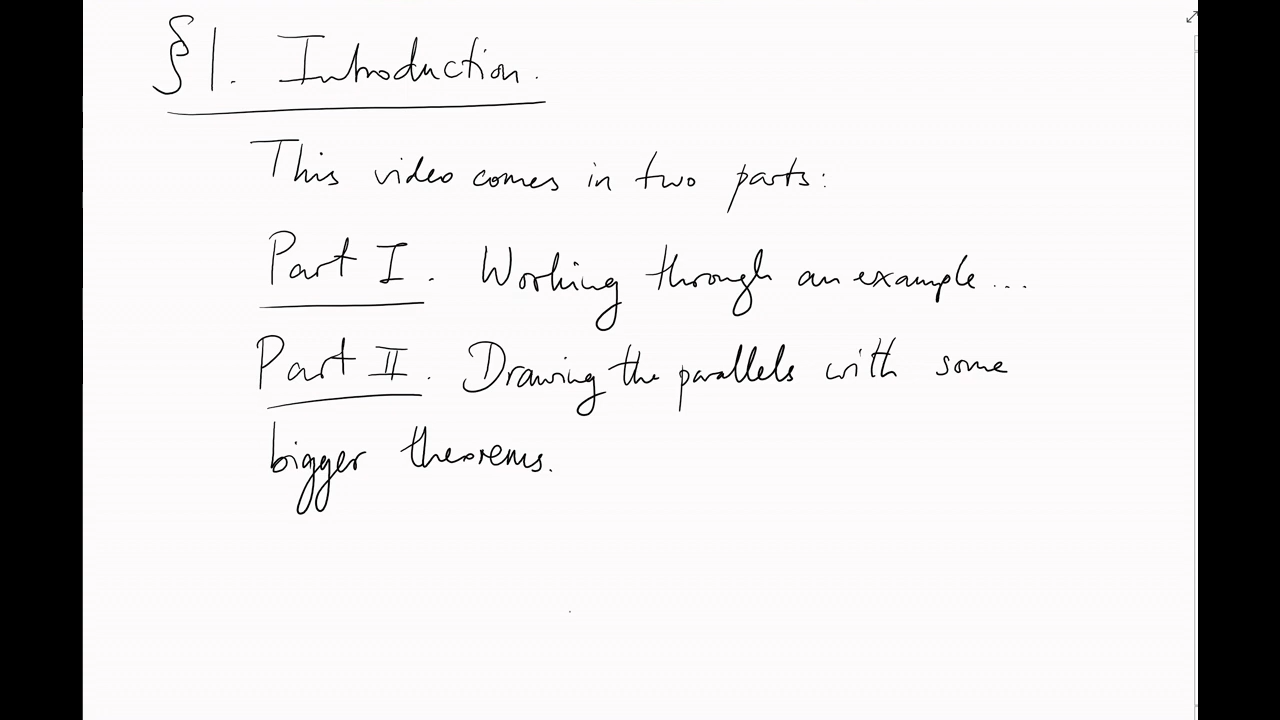 §1. Introduction.
This video comes in two parts:
Part I. Working through an example...
Part II. Drawing the parallels with some
bigger theorems.